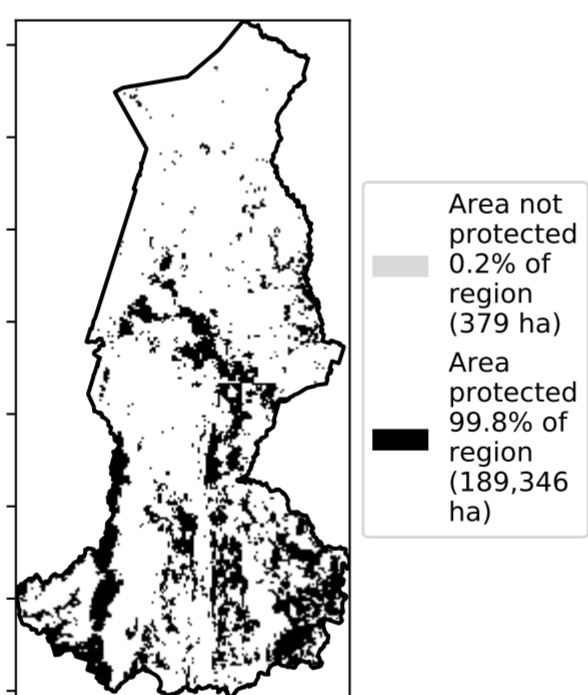 Area not
protected
0.2% of
region
(379 ha)
Area
protected
99.8% of
region
(189,346
ha)